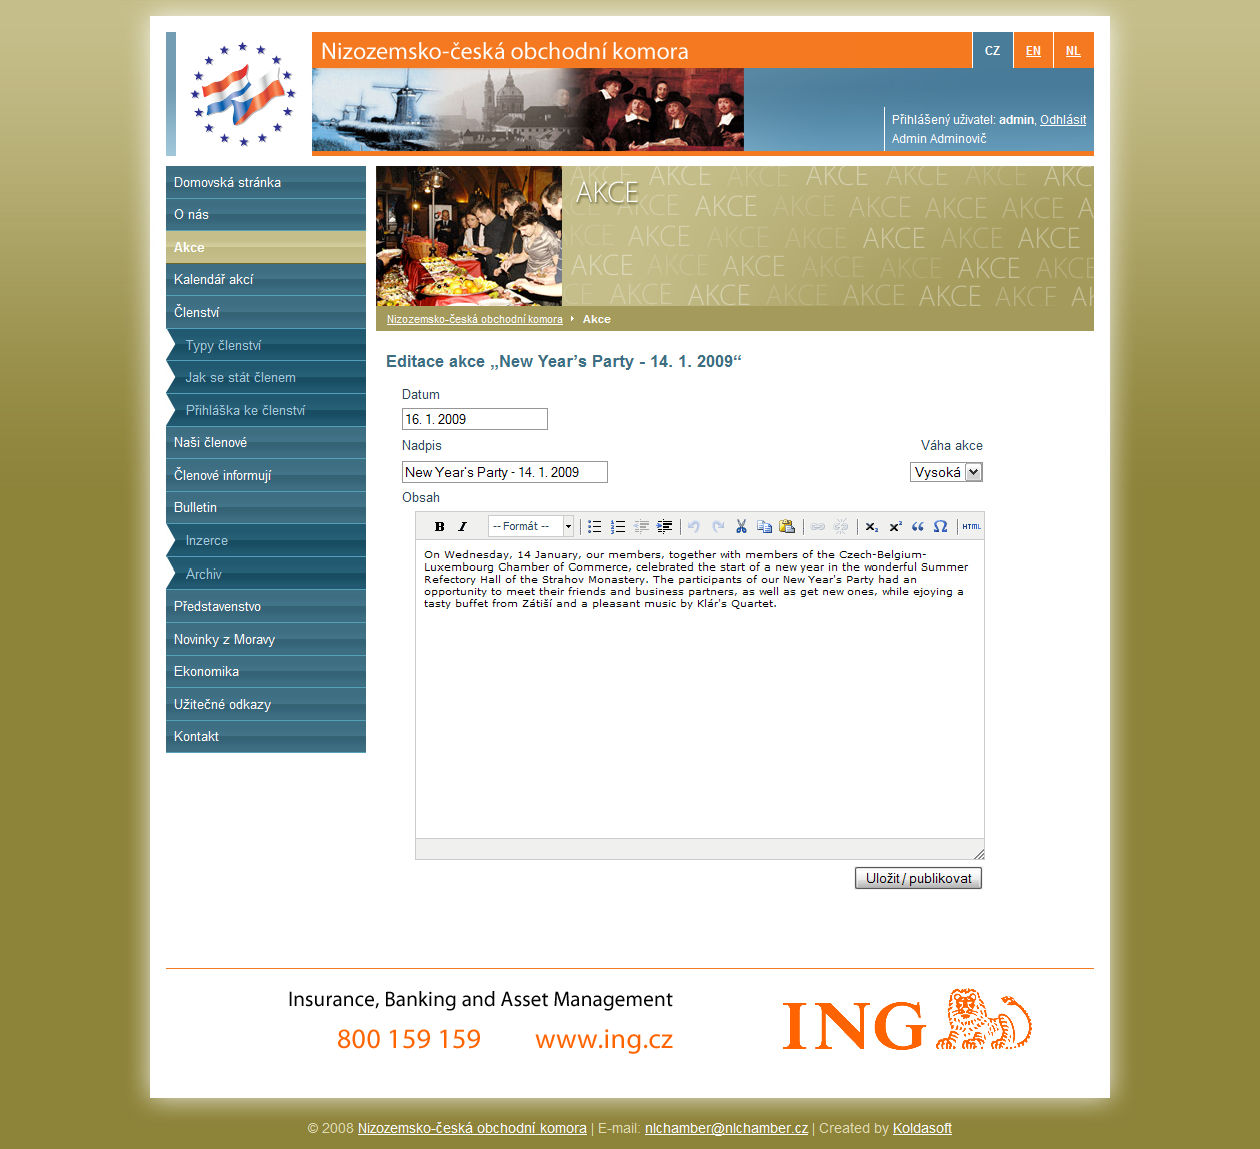 Nizozemsko-česká obchodní komora
CZ EN NL
Přihlášený uživatel: admin, Odhlásit
Admin Adminovič
Domovská stránka
O nás
Akce
Kalendář akcí
Členství
Typy členství
Jak se stát členem
Přihláška ke členství
Naši členové
Členové informují
Bulletin
Inzerce
Archiv
Představenstvo
Novinky z Moravy
Ekonomika
Užitečné odkazy
Kontakt
AKCE
Nizozemsko-česká obchodní komora Akce
Editace akce „New Year’s Party - 14. 1. 2009“
Datum
16. 1. 2009
Nadpis Váha akce
New Year's Party - 14. 1. 2009 Vysoká
Obsah
B I -- Formát -- HTML
On Wednesday, 14 January, our members, together with members of the Czech-Belgium-
Luxembourg Chamber of Commerce, celebrated the start of a new year in the wonderful Summer
Refectory Hall of the Strahov Monastery. The participants of our New Year's Party had an
opportunity to meet their friends and business partners, as well as get new ones, while ejoying a
tasty buffet from Zátiší and a pleasant music by Klár's Quartet.
Uložit / publikovat
Insurance, Banking and Asset Management
800 159 159 www.ing.cz
ING
© 2008 Nizozemsko-česká obchodní komora | E-mail: nlchamber@nlchamber.cz | Created by Koldasoft